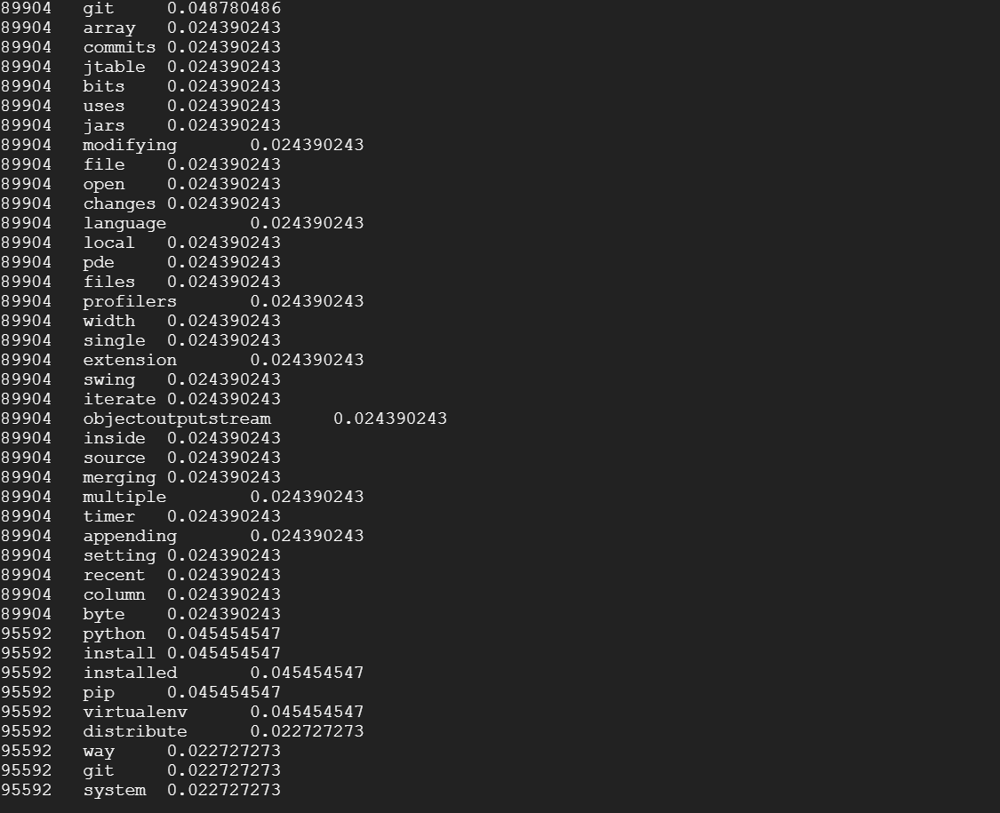 89904 git 0.048780486
89904 array 0.024390243
89904 commits 0.024390243
89904 jtable 0.024390243
89904 bits 0.024390243
89904 uses 0.024390243
89904 jars 0.024390243
89904 modifying 0.024390243
89904 file 0.024390243
89904 open 0.024390243
89904 changes 0.024390243
89904 language 0.024390243
89904 local 0.024390243
89904 pde 0.024390243
89904 files 0.024390243
89904 profilers 0.024390243
89904 width 0.024390243
89904 single 0.024390243
89904 extension 0.024390243
89904 swing 0.024390243
89904 iterate 0.024390243
89904 objectoutputstream 0.024390243
89904 inside 0.024390243
89904 source 0.024390243
89904 merging 0.024390243
89904 multiple 0.024390243
89904 timer 0.024390243
89904 appending 0.024390243
89904 setting 0.024390243
89904 recent 0.024390243
89904 column 0.024390243
89904 byte 0.024390243
95592 python 0.045454547
95592 install 0.045454547
95592 installed 0.045454547
95592 pip 0.045454547
95592 virtualenv 0.045454547
95592 distribute 0.022727273
95592 way 0.022727273
95592 git 0.022727273
95592 system 0.022727273